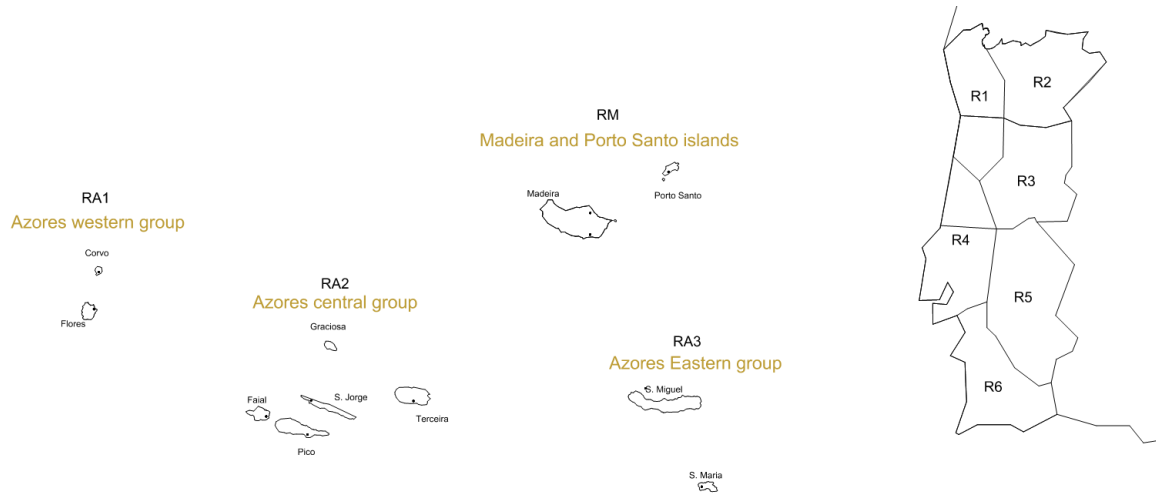 RA1
Azores western group
Corvo
Flores
RA2
Azores central group
Graciosa
Faial
S. Jorge
Terceira
Pico
RM
Madeira and Porto Santo islands
Madeira
Porto Santo
RA3
Azores Eastern group
S. Miguel
S. Maria
R1
R2
R3
R4
R5
R6